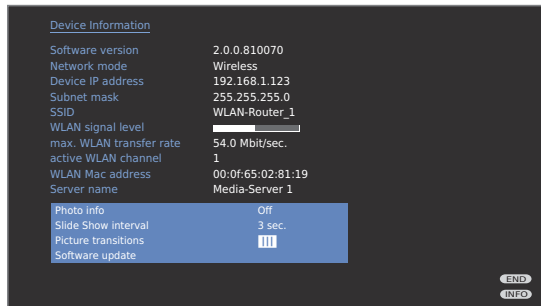 Device Information
Software version 2.0.0.810070
Network mode Wireless
Device IP address 192.168.1.123
Subnet mask 255.255.255.0
SSID WLAN-Router_1
WLAN signal level
max. WLAN transfer rate 54.0 Mbit/sec.
active WLAN channel 1
WLAN Mac address 00:0f:65:02:81:19
Server name Media-Server 1
Photo info Off
Slide Show interval 3 sec.
Picture transitions
Software update
END
INFO